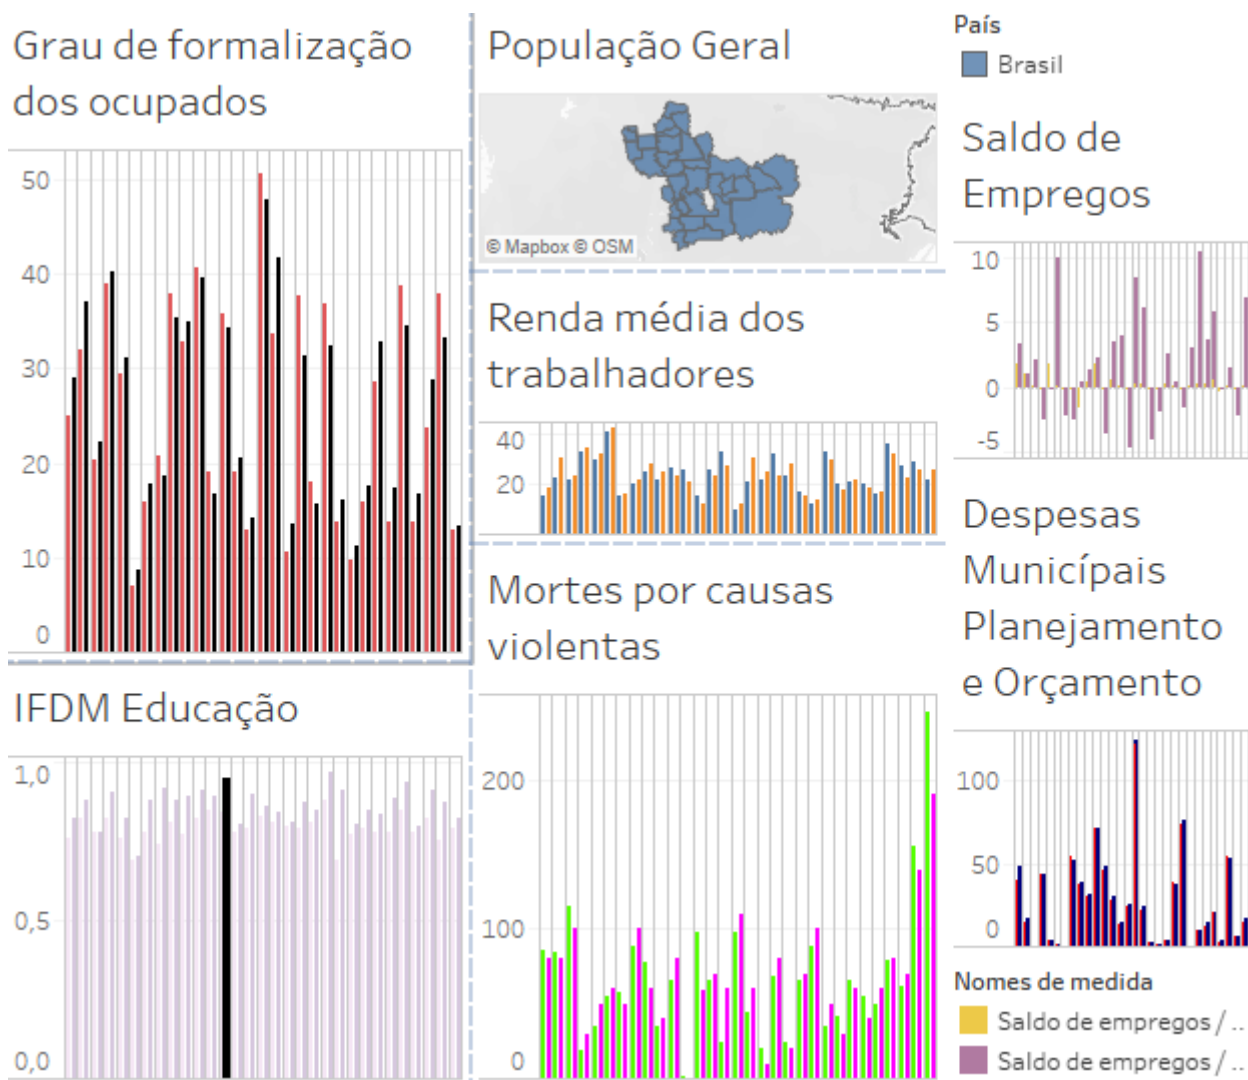 Grau de formalização
dos ocupados
50
40
30
20
10
0
IFDM Educação
1,0
0,5
0,0
População Geral
© Mapbox © OSM
Renda média dos
trabalhadores
40
20
Mortes por causas
violentas
200
100
0
País
Brasil
Saldo de
Empregos
10
5
0
-5
Despesas
Municípais
Planejamento
e Orçamento
100
50
0
Nomes de medida
Saldo de empregos / ..
Saldo de empregos / ..